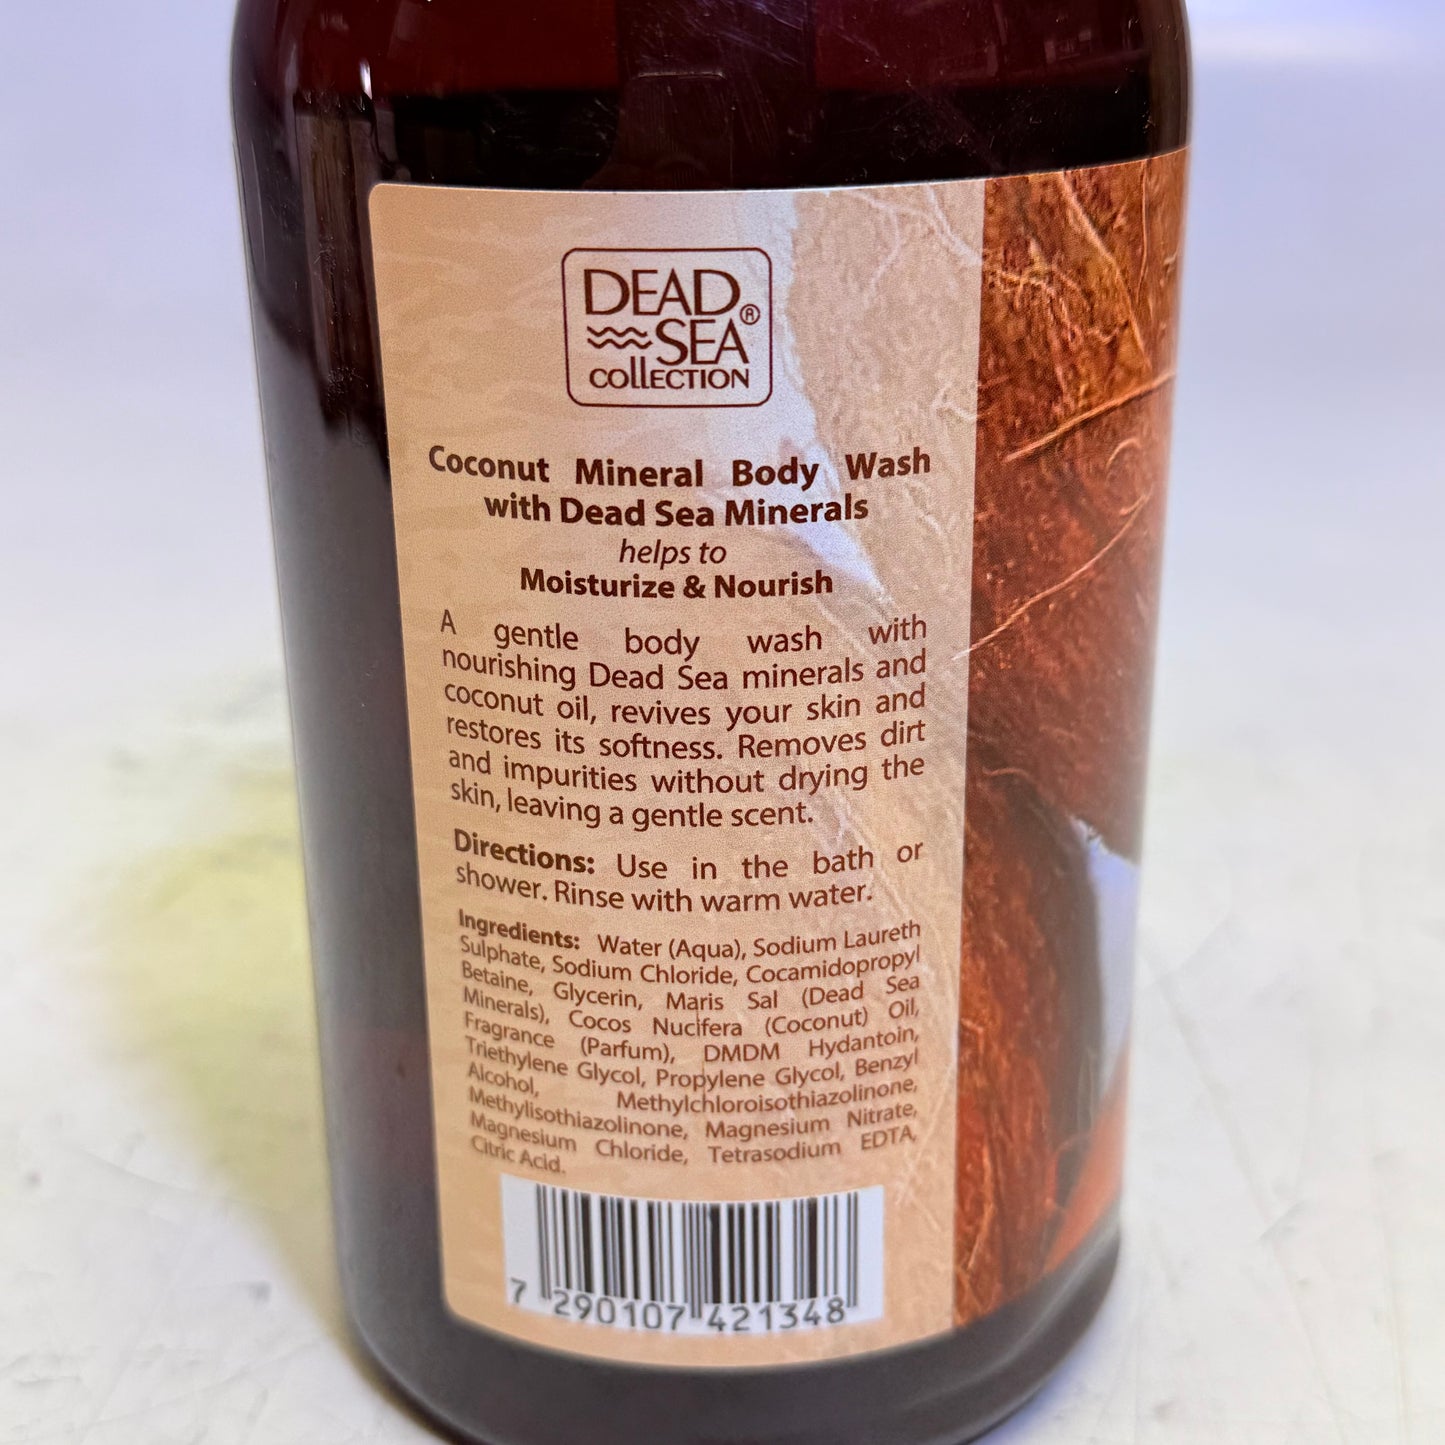 DEAD
SEA®
COLLECTION
Coconut Mineral Body Wash
with Dead Sea Minerals
helps to
Moisturize & Nourish
A gentle body wash with
nourishing Dead Sea minerals and
coconut oil, revives your skin and
restores its softness. Removes dirt
and impurities without drying the
skin, leaving a gentle scent.
Directions: Use in the bath or
shower. Rinse with warm water.
Ingredients: Water (Aqua), Sodium Laureth
Sulphate, Sodium Chloride, Cocamidopropyl
Betaine, Glycerin, Maris Sal (Dead Sea
Minerals), Cocos Nucifera (Coconut) Oil,
Fragrance (Parfum), DMDM Hydantoin,
Triethylene Glycol, Propylene Glycol, Benzyl
Alcohol, Methylchloroisothiazolinone,
Methylisothiazolinone, Magnesium Nitrate,
Magnesium Chloride, Tetrasodium EDTA,
Citric Acid.
7 290107 421348